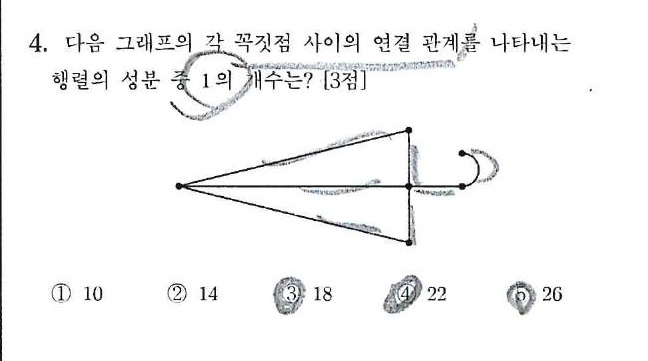 4. 다음 그래프의 각 꼭짓점 사이의 연결 관계를 나타내는
행렬의 성분 중 1의 개수는? [3점]
① 10 ② 14 ③ 18 ④ 22 ⑤ 26